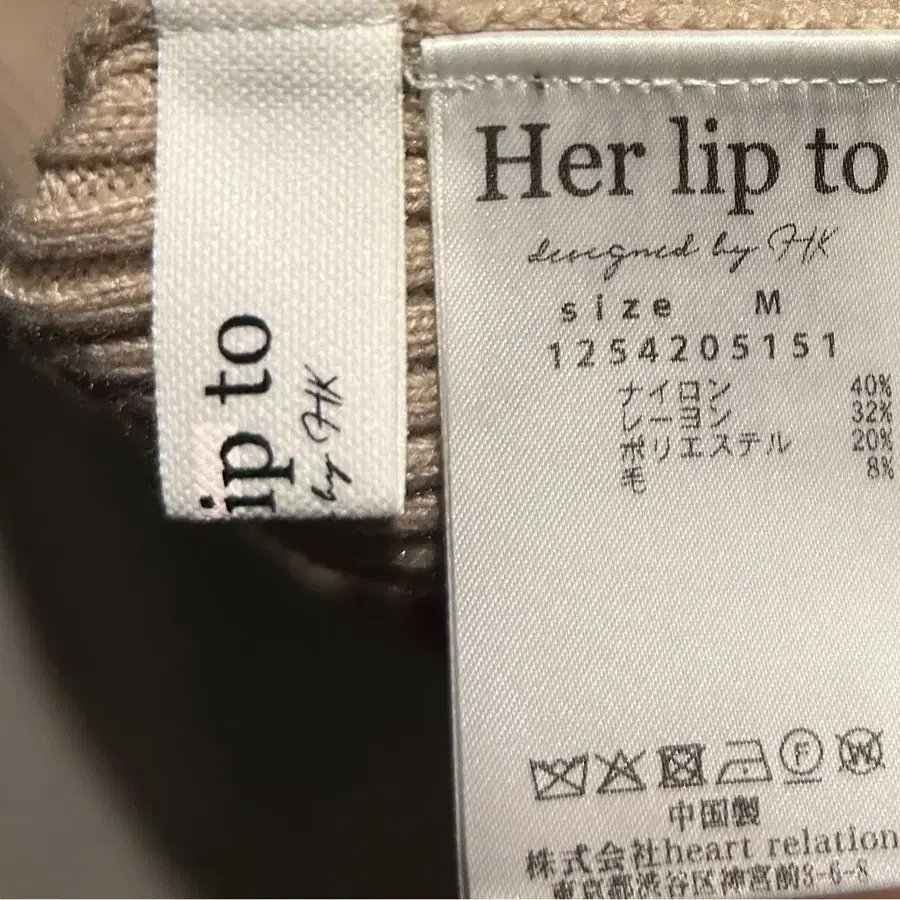 ip to
by HK
Her lip to
designed by HK
size M
1254205151
ナイロン 40%
レーヨン 32%
ポリエステル 20%
毛 8%
F W
中国製
株式会社heart relation
東京都渋谷区神宮前3-6-8